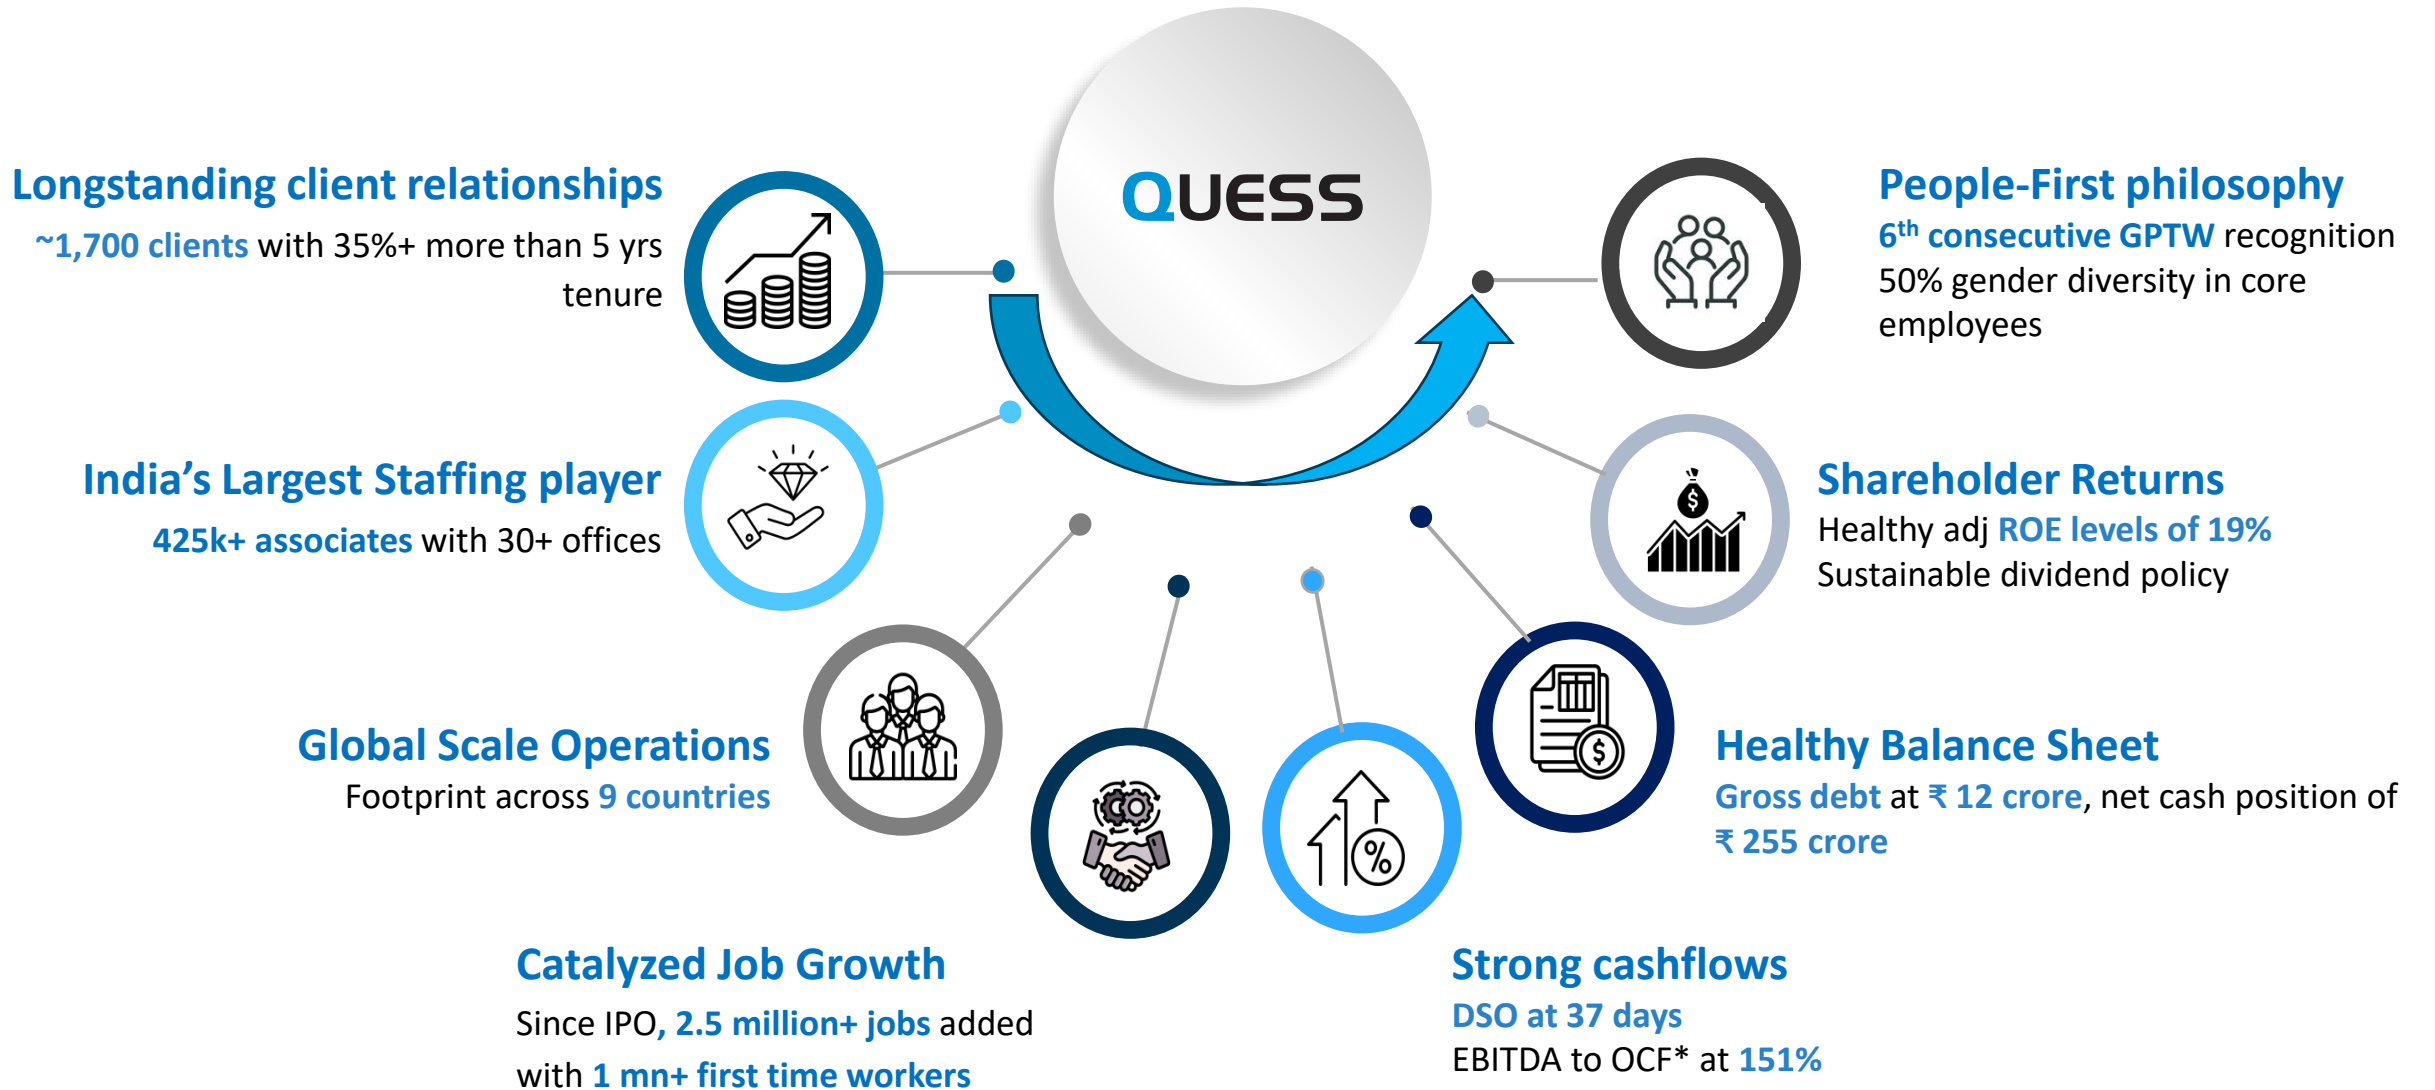 QUESS
Longstanding client relationships
~1,700 clients with 35%+ more than 5 yrs
tenure
India’s Largest Staffing player
425k+ associates with 30+ offices
Global Scale Operations
Footprint across 9 countries
Catalyzed Job Growth
Since IPO, 2.5 million+ jobs added
with 1 mn+ first time workers
Strong cashflows
DSO at 37 days
EBITDA to OCF* at 151%
Healthy Balance Sheet
Gross debt at ₹ 12 crore, net cash position of
₹ 255 crore
Shareholder Returns
Healthy adj ROE levels of 19%
Sustainable dividend policy
People-First philosophy
6th consecutive GPTW recognition
50% gender diversity in core
employees
$
$
%